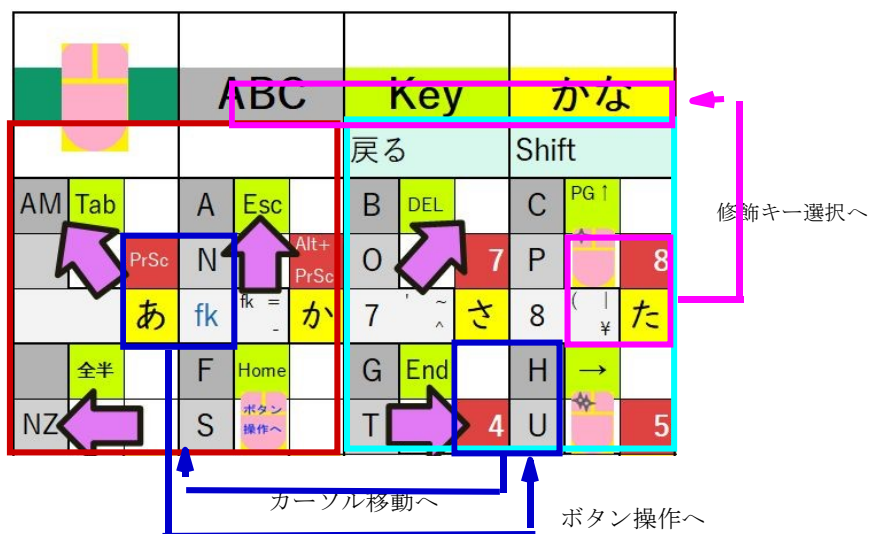 ABC Key かな
戻る Shift
AM Tab A Esc B DEL C PG↑
PrSc N Alt+ O 7 P 8
PrSc
あ fk fk = - か 7 ' ~ ^ さ 8 ( | ¥ た
全半 F Home G End H →
NZ S ボタン T 4 U 5
操作へ
修飾キー選択へ
カーソル移動へ
ボタン操作へ